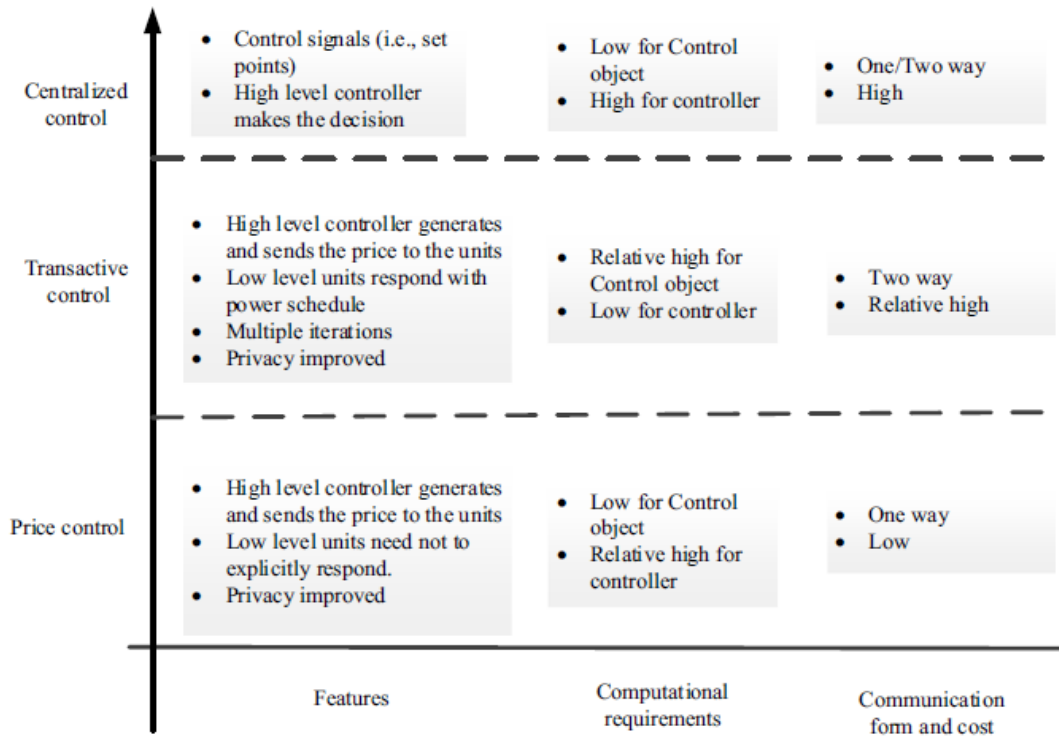 Centralized
control
• Control signals (i.e., set
points)
• High level controller
makes the decision
• Low for Control
object
• High for controller
• One/Two way
• High
Transactive
control
• High level controller generates
and sends the price to the units
• Low level units respond with
power schedule
• Multiple iterations
• Privacy improved
• Relative high for
Control object
• Low for controller
• Two way
• Relative high
Price control
• High level controller generates
and sends the price to the units
• Low level units need not to
explicitly respond.
• Privacy improved
• Low for Control
object
• Relative high for
controller
• One way
• Low
Features
Computational
requirements
Communication
form and cost